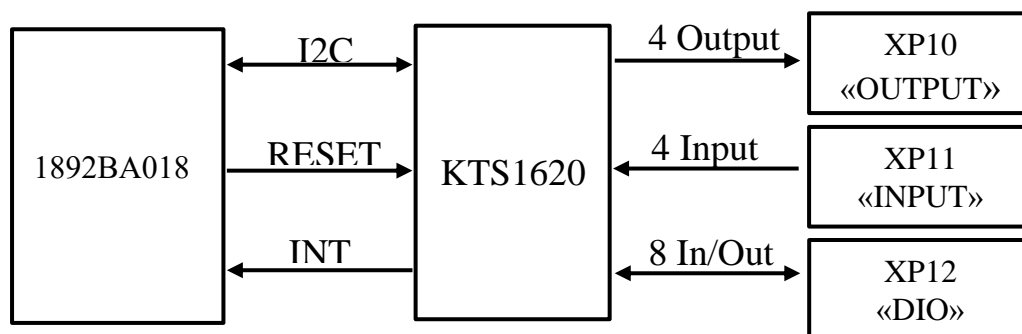 1892ВА018
I2C
RESET
INT
KTS1620
4 Output
4 Input
8 In/Out
XP10
«OUTPUT»
XP11
«INPUT»
XP12
«DIO»